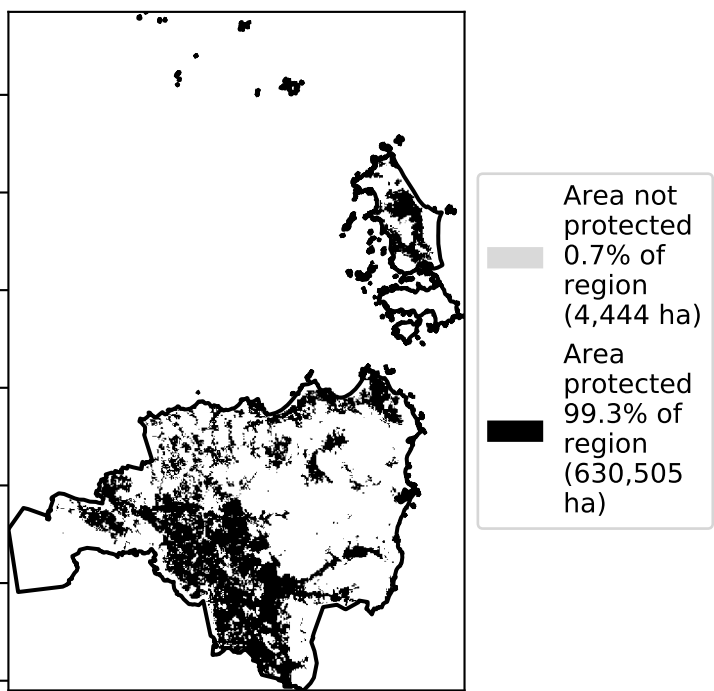 Area not
protected
0.7% of
region
(4,444 ha)
Area
protected
99.3% of
region
(630,505
ha)